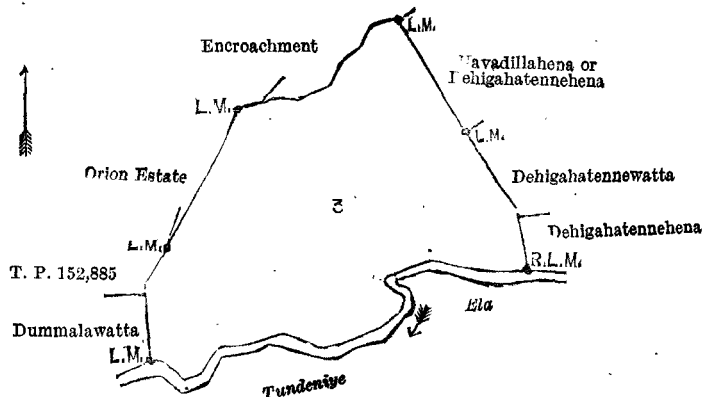 L.M.
Encroachment
Navadillahena or
Dehigahatennehena
L.M.
L.M.
Orion Estate
Dehigahatennewatta
3
Dehigahatennehena
L.M.
R.L.M.
T. P. 152,885
Ela
Dummalawatta
L.M.
Tundeniye